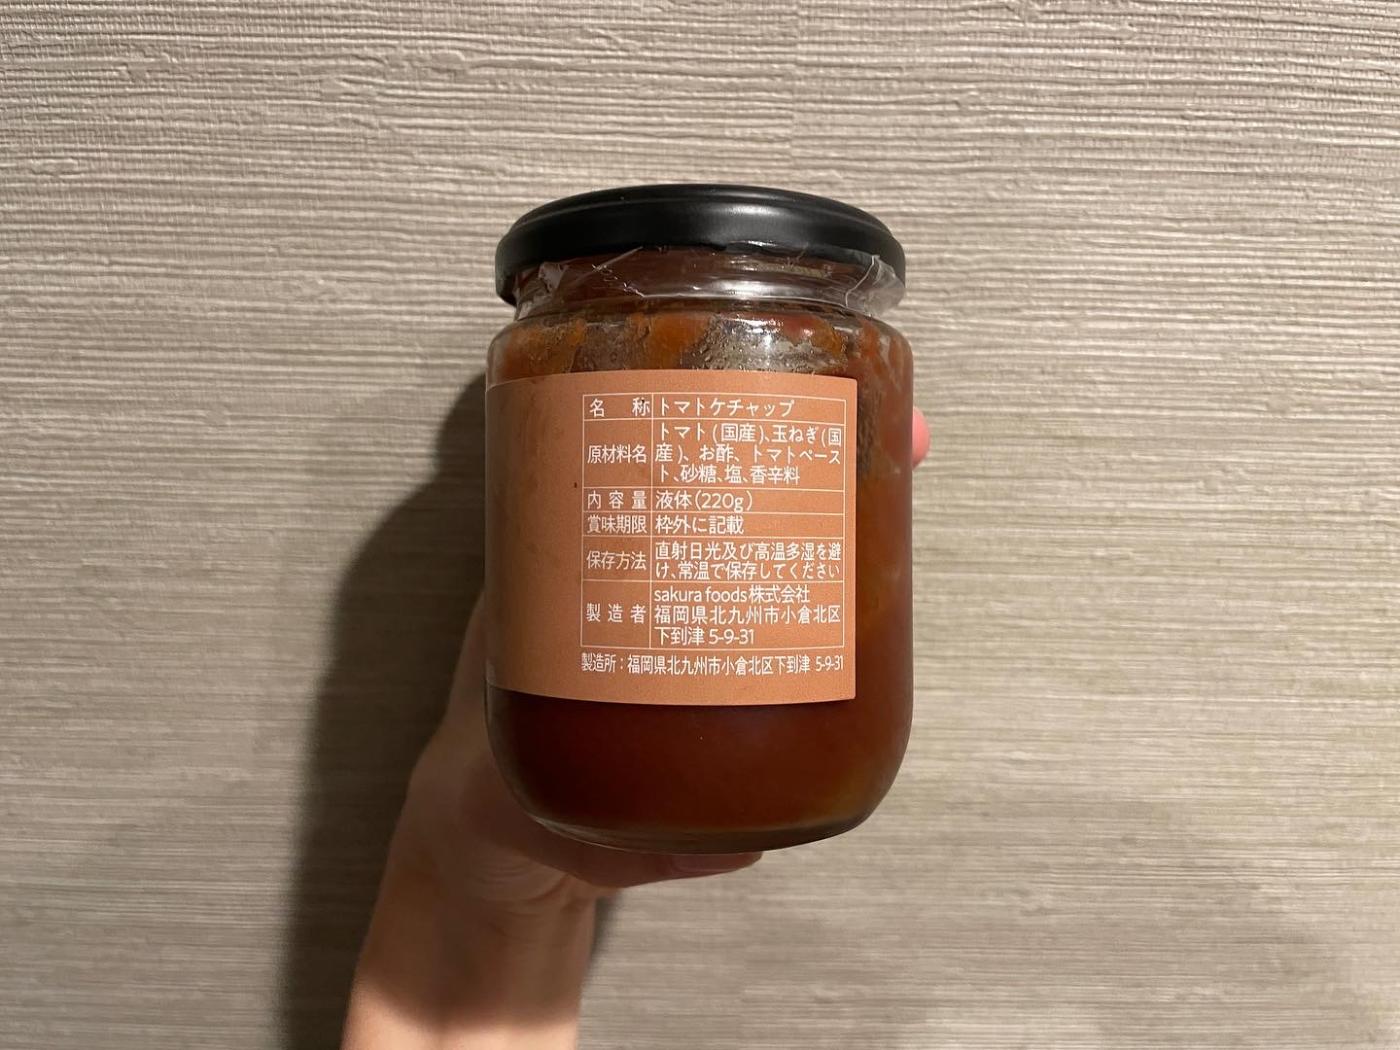 名 称 トマトケチャップ
原材料名 トマト(国産)、玉ねぎ(国
産)、お酢、トマトペース
ト、砂糖、塩、香辛料
内容量 液体(220g)
賞味期限 枠外に記載
保存方法 直射日光及び高温多湿を避
け、常温で保存してください
製造者 sakura foods株式会社
福岡県北九州市小倉北区
下到津 5-9-31
製造所:福岡県北九州市小倉北区下到津 5-9-31